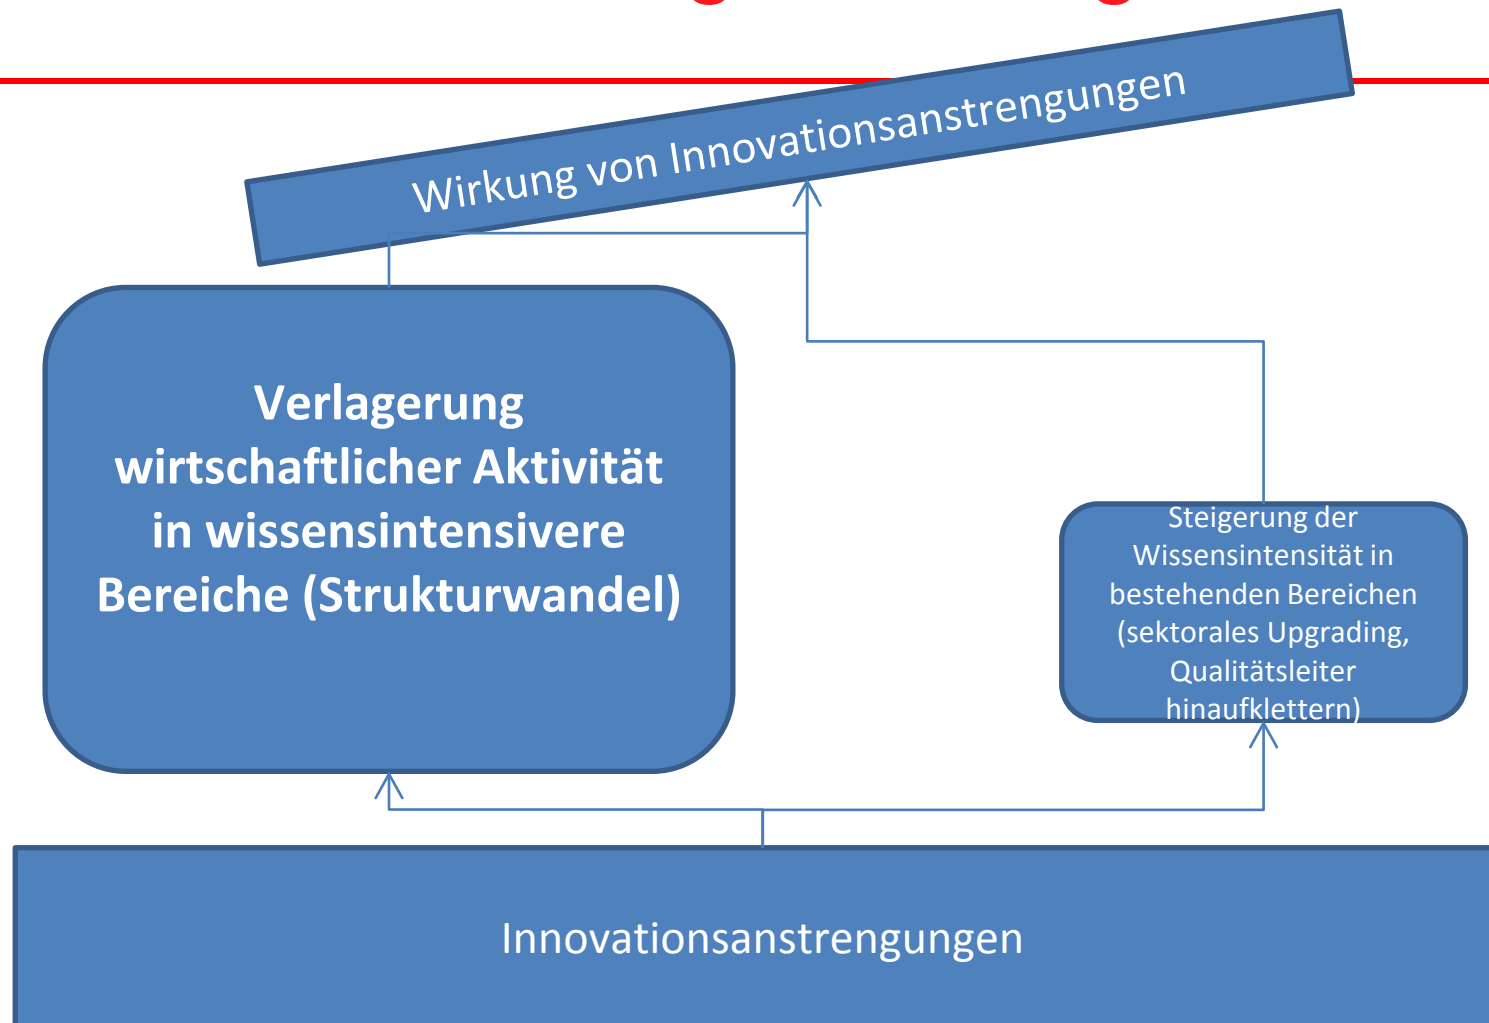 Wirkung von Innovationsanstrengungen
Verlagerung
wirtschaftlicher Aktivität
in wissensintensivere
Bereiche (Strukturwandel)
Steigerung der
Wissensintensität in
bestehenden Bereichen
(sektorales Upgrading,
Qualitätsleiter
hinaufklettern)
Innovationsanstrengungen